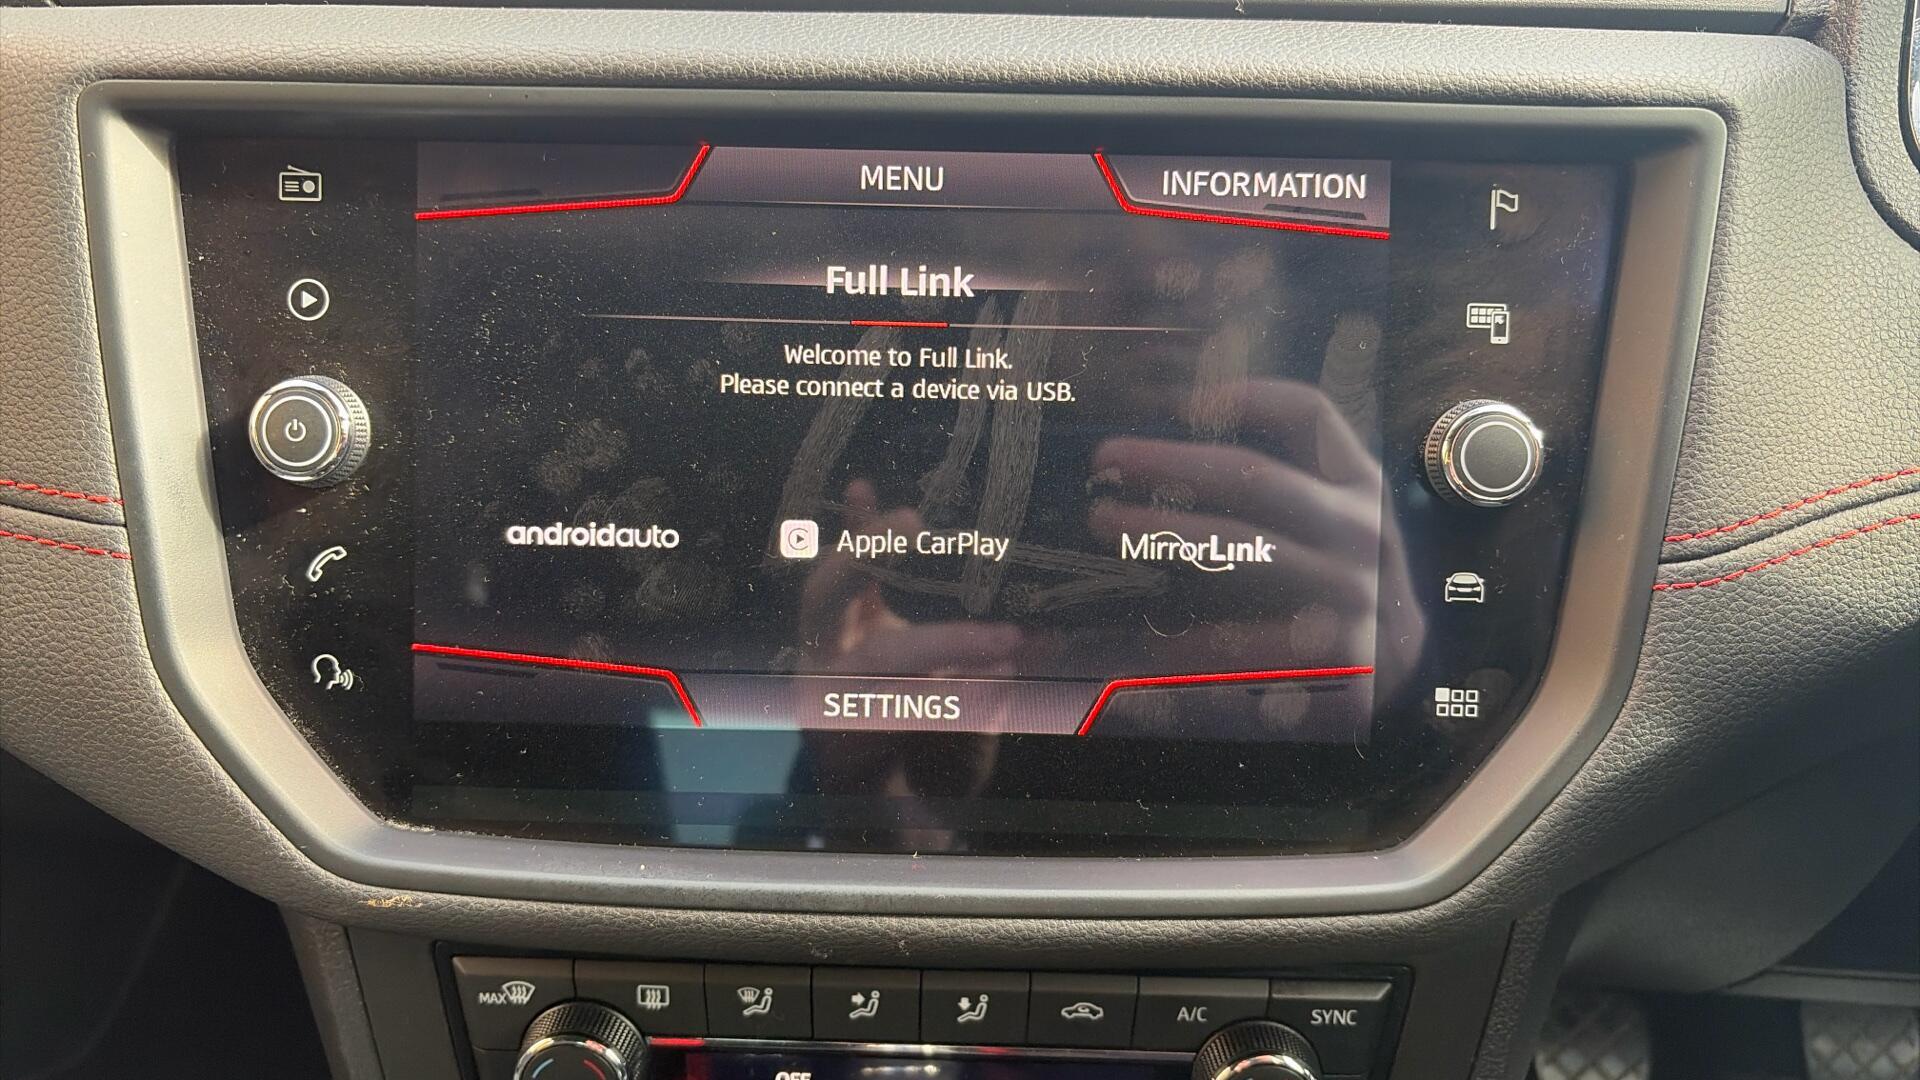 MENU
INFORMATION
Full Link
Welcome to Full Link.
Please connect a device via USB.
androidauto
Apple CarPlay
MirrorLink
SETTINGS
MAX
A/C
SYNC
OFF